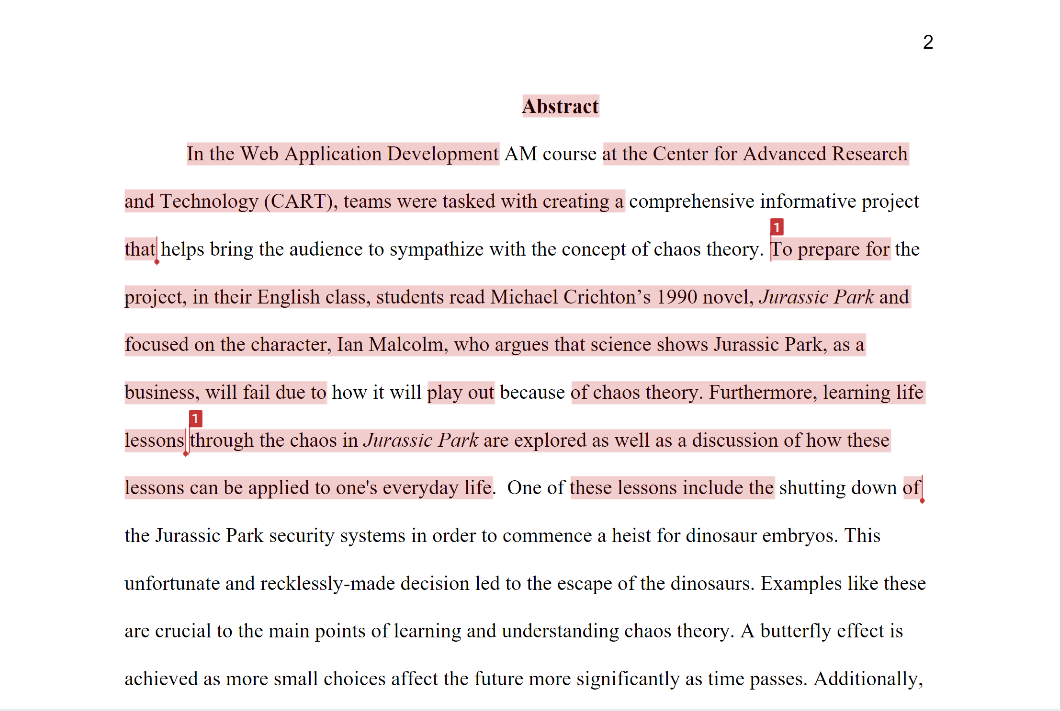 2
Abstract
In the Web Application Development AM course at the Center for Advanced Research
and Technology (CART), teams were tasked with creating a comprehensive informative project
that helps bring the audience to sympathize with the concept of chaos theory. To prepare for the
1
project, in their English class, students read Michael Crichton’s 1990 novel, Jurassic Park and
focused on the character, Ian Malcolm, who argues that science shows Jurassic Park, as a
business, will fail due to how it will play out because of chaos theory. Furthermore, learning life
1
lessons through the chaos in Jurassic Park are explored as well as a discussion of how these
lessons can be applied to one's everyday life.  One of these lessons include the shutting down of
the Jurassic Park security systems in order to commence a heist for dinosaur embryos. This
unfortunate and recklessly-made decision led to the escape of the dinosaurs. Examples like these
are crucial to the main points of learning and understanding chaos theory. A butterfly effect is
achieved as more small choices affect the future more significantly as time passes. Additionally,